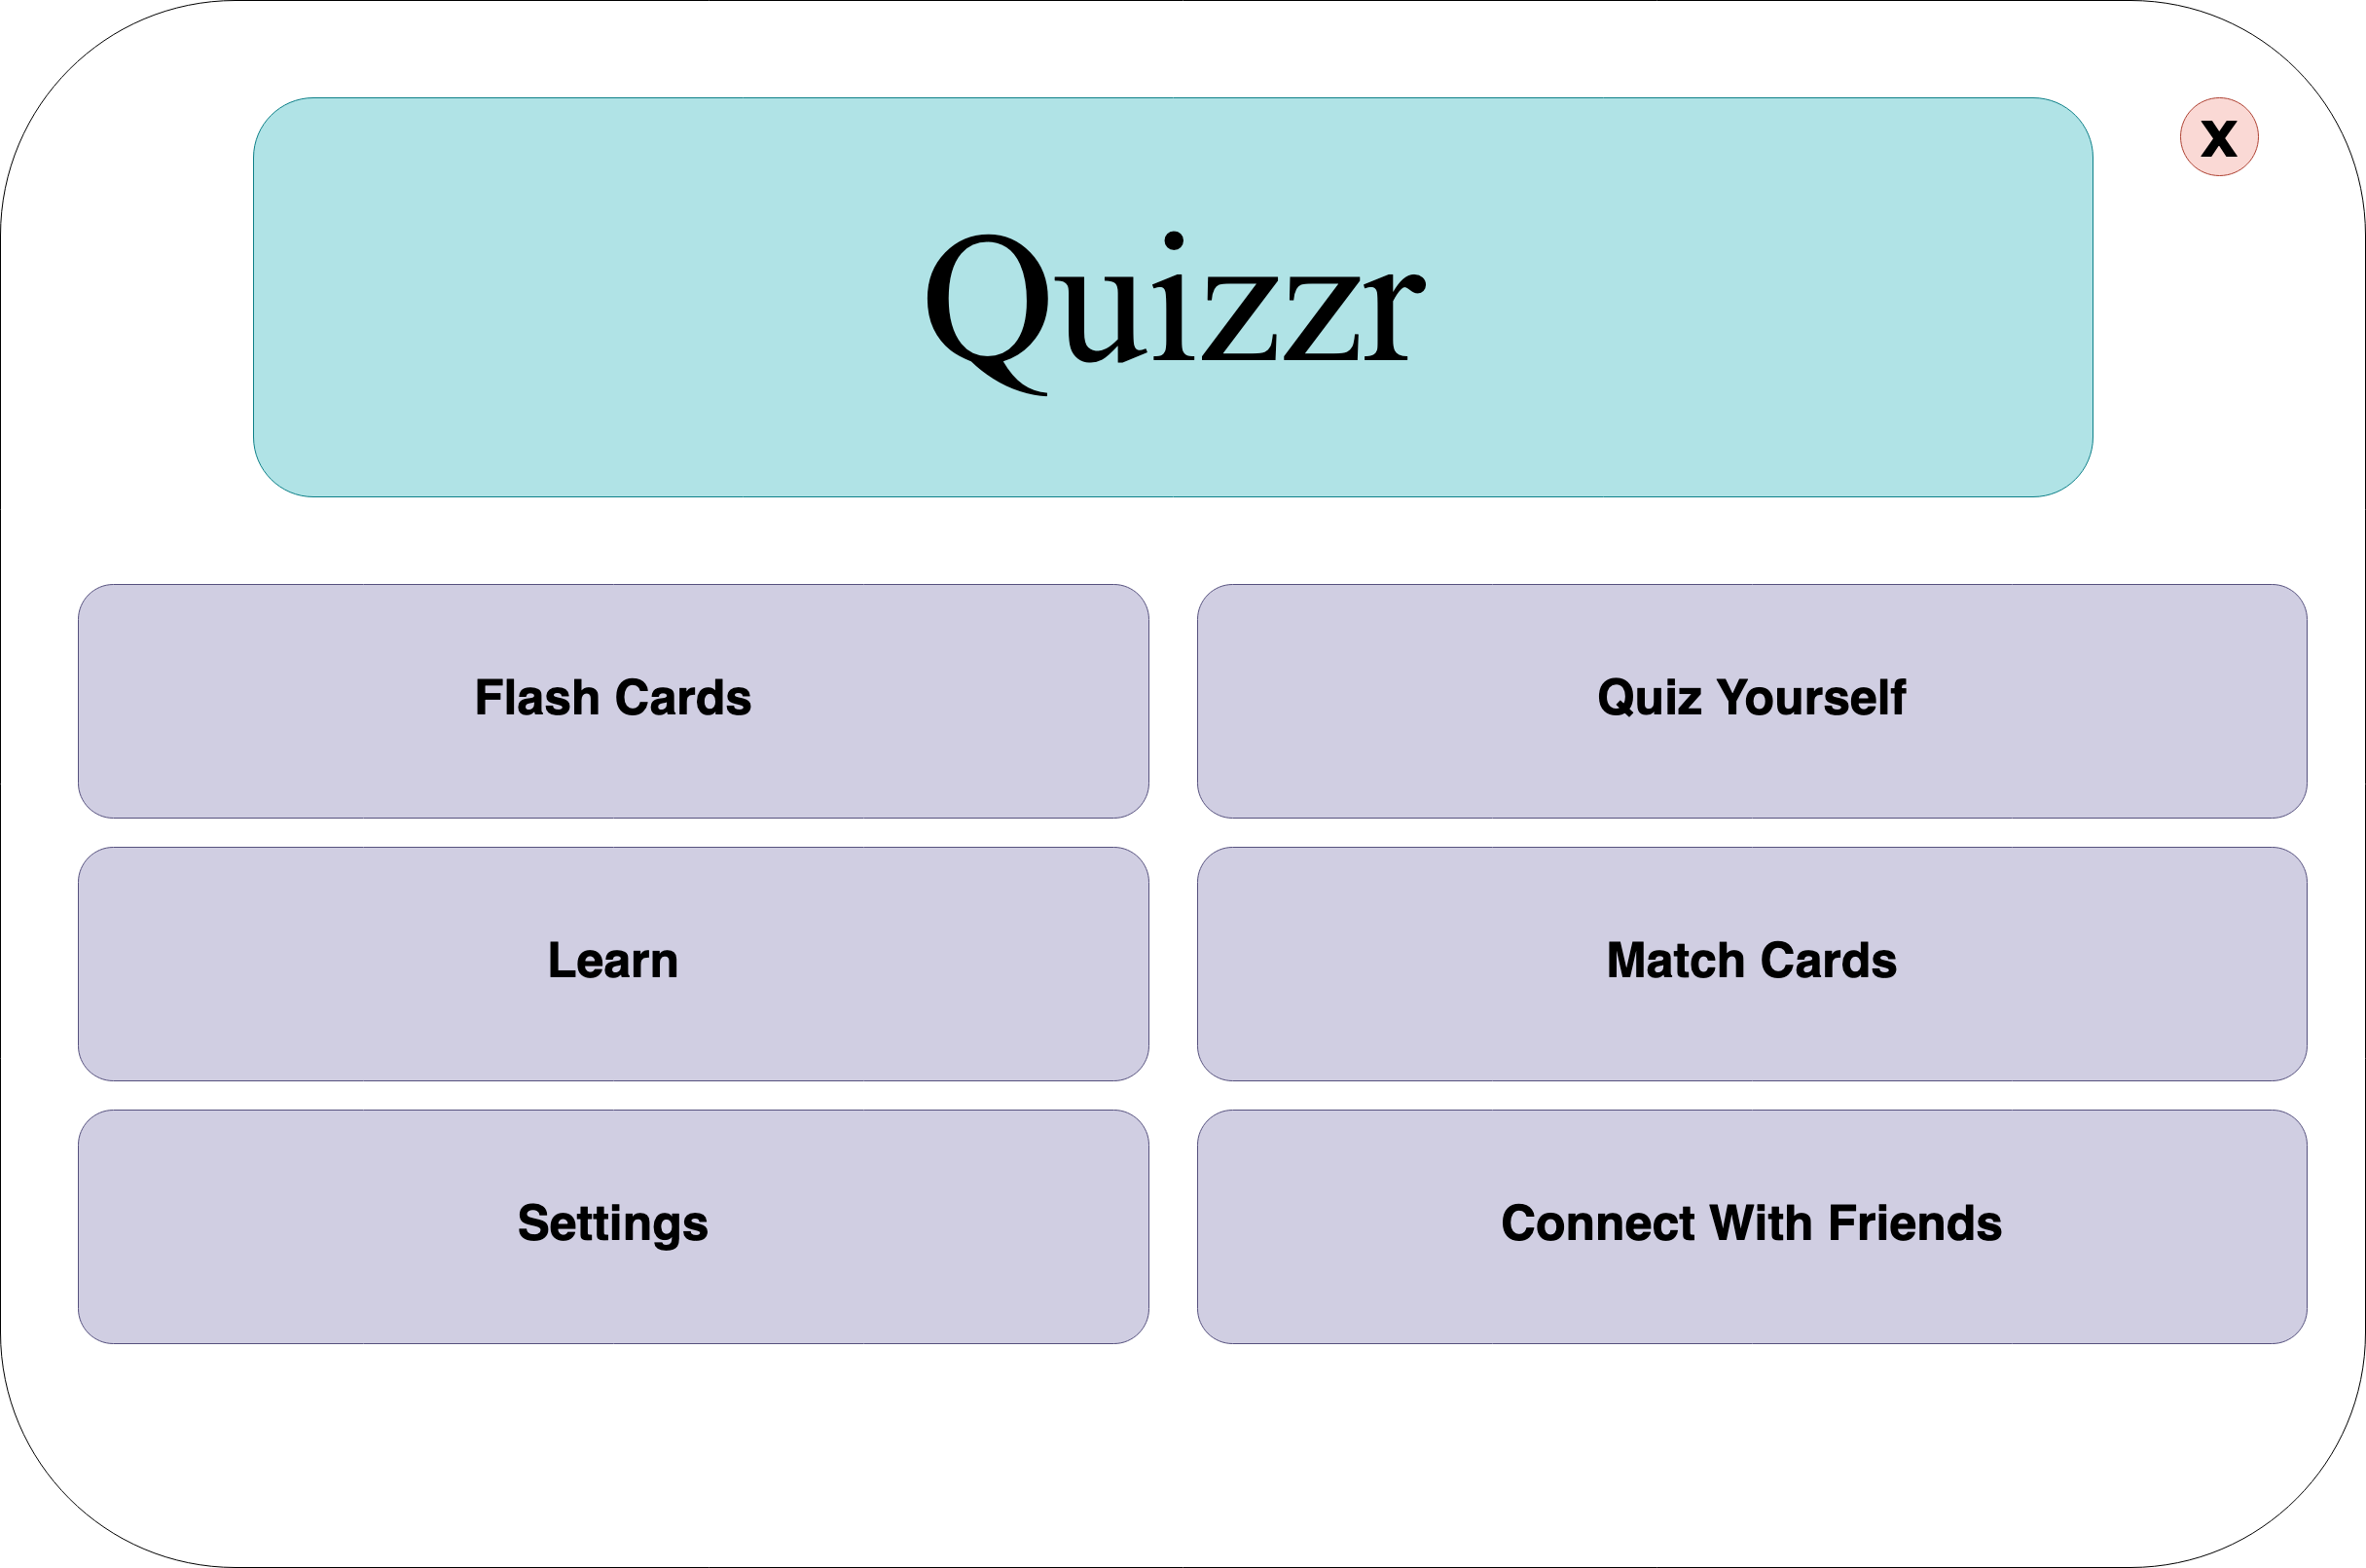 Quizzr
X
Flash Cards
Quiz Yourself
Learn
Match Cards
Settings
Connect With Friends